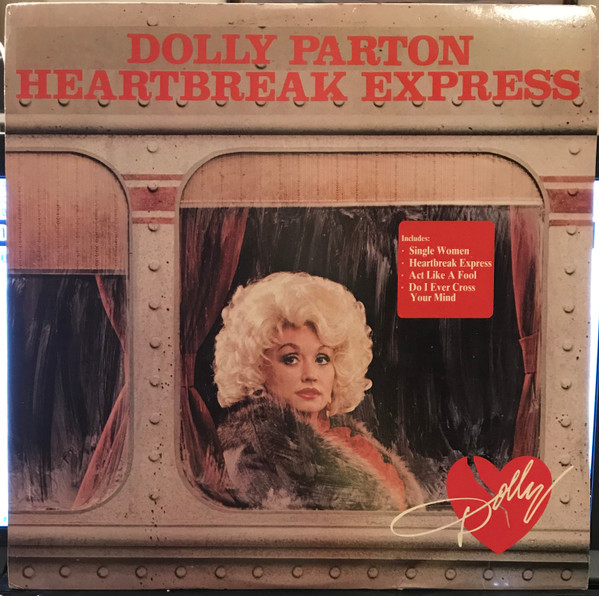 DOLLY PARTON
HEARTBREAK EXPRESS
Includes:
· Single Women
· Heartbreak Express
· Act Like A Fool
· Do I Ever Cross
Your Mind
Dolly